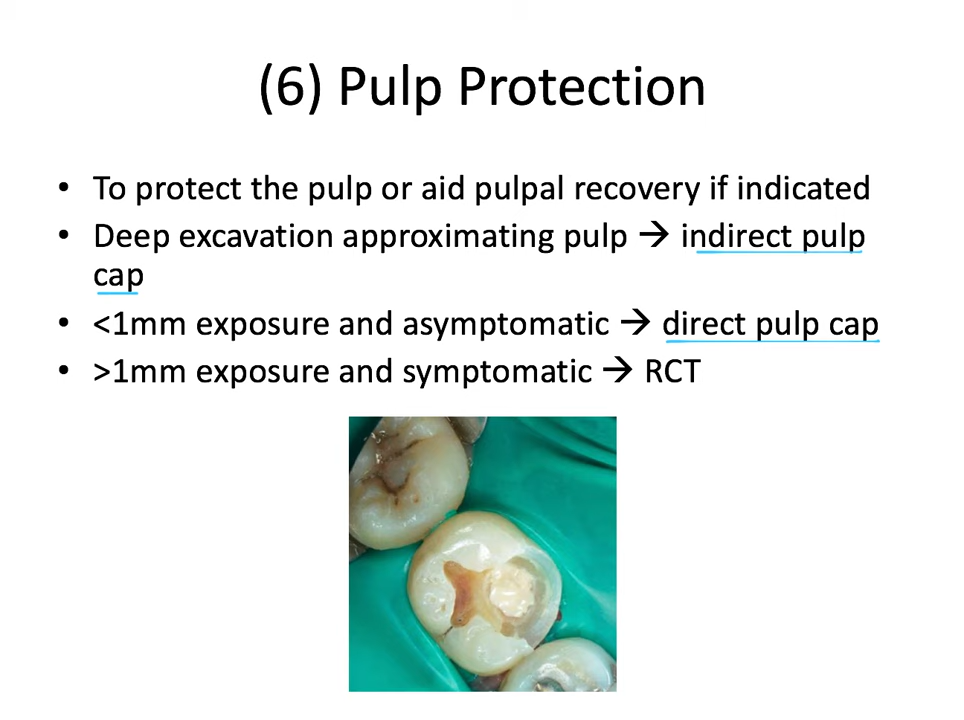 (6) Pulp Protection
• To protect the pulp or aid pulpal recovery if indicated
• Deep excavation approximating pulp → indirect pulp
cap
• <1mm exposure and asymptomatic → direct pulp cap
• >1mm exposure and symptomatic → RCT